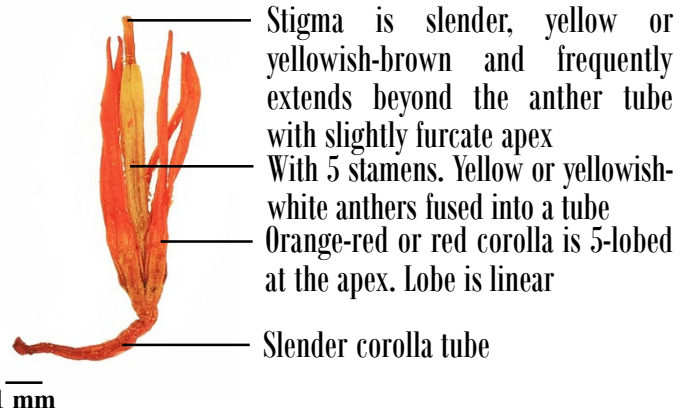 Stigma is slender, yellow or
yellowish-brown and frequently
extends beyond the anther tube
with slightly furcate apex
With 5 stamens. Yellow or yellowish-
white anthers fused into a tube
Orange-red or red corolla is 5-lobed
at the apex. Lobe is linear
Slender corolla tube
1 mm